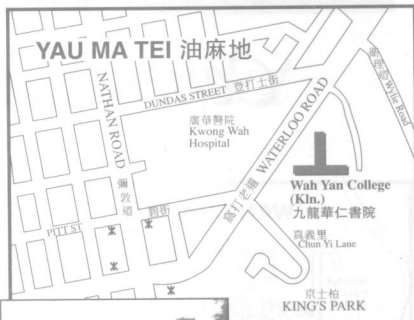 YAU MA TEI 油麻地
NATHAN ROAD
彌敦道
DUNDAS STREET 登打士街
廣華醫院
Kwong Wah
Hospital
窩打老道 WATERLOO ROAD
Wylie Road
Wah Yan College
(Kln.)
九龍華仁書院
真義里
Chun Yi Lane
PITT ST
京士柏
KING'S PARK